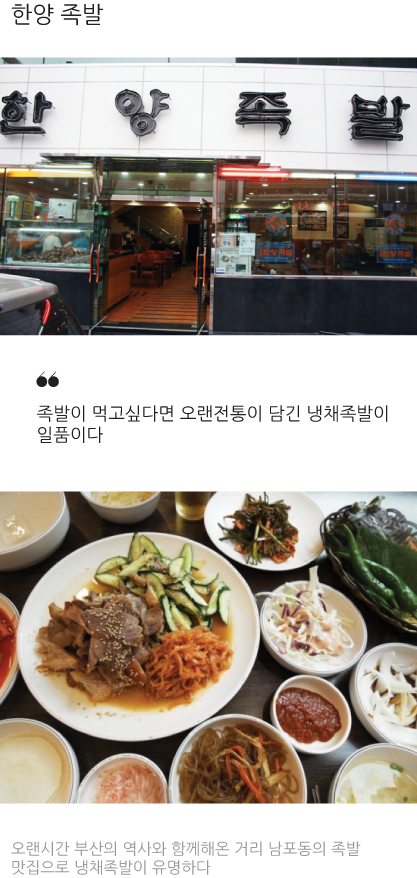 한양 족발
한양족발
족발이 먹고싶다면 오랜전통이 담긴 냉채족발이
일품이다
오랜시간 부산의 역사와 함께해온 거리 남포동의 족발
맛집으로 냉채족발이 유명하다